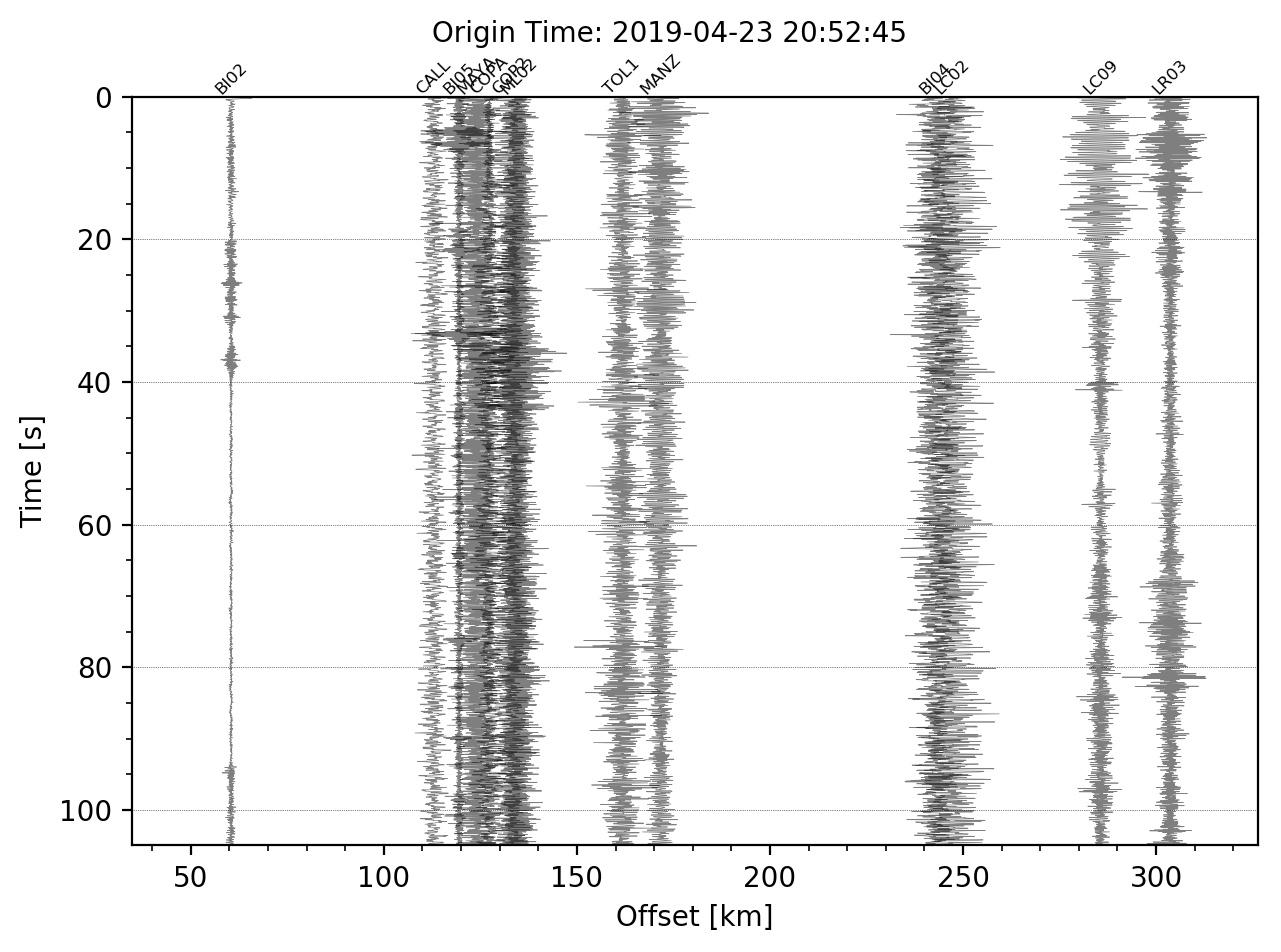 Origin Time: 2019-04-23 20:52:45
BI02 CALL BI05 MAYA COPA COP2 ML02 TOL1 MANZ BI04 LC02 LC09 LR03
0
20
40
60
80
100
Time [s]
50 100 150 200 250 300
Offset [km]